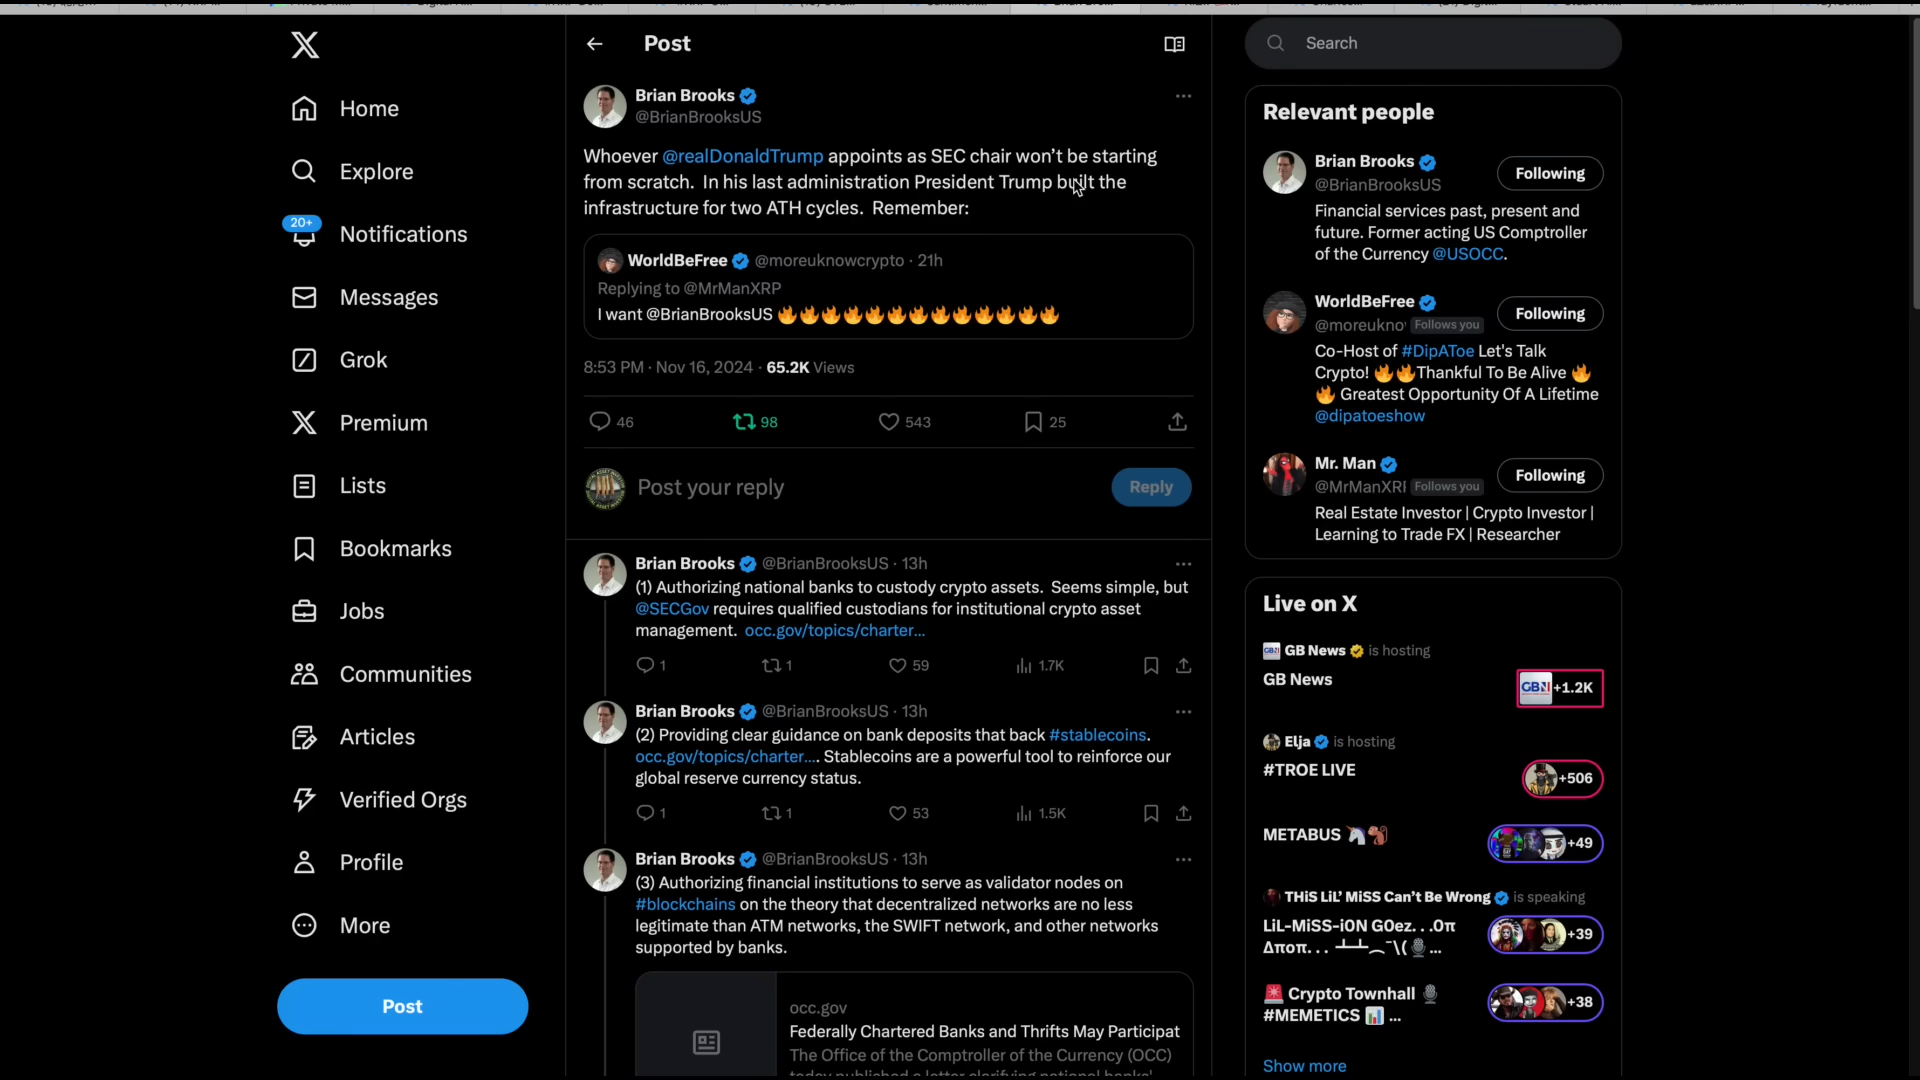 Home
Explore
20+
Notifications
Messages
Grok
Premium
Lists
Bookmarks
Jobs
Communities
Articles
Verified Orgs
Profile
More
Post
Post
Brian Brooks
@BrianBrooksUS
Whoever @realDonaldTrump appoints as SEC chair won’t be starting
from scratch.  In his last administration President Trump built the
infrastructure for two ATH cycles.  Remember:
WorldBeFree @moreuknowcrypto · 21h
Replying to @MrManXRP
I want @BrianBrooksUS 🔥🔥🔥🔥🔥🔥🔥🔥🔥🔥🔥🔥🔥
8:53 PM · Nov 16, 2024 · 65.2K Views
46 98 543 25
Post your reply
Reply
Brian Brooks @BrianBrooksUS · 13h
(1) Authorizing national banks to custody crypto assets.  Seems simple, but
@SECGov requires qualified custodians for institutional crypto asset
management.  occ.gov/topics/charter…
1 1 59 1.7K
Brian Brooks @BrianBrooksUS · 13h
(2) Providing clear guidance on bank deposits that back #stablecoins.
occ.gov/topics/charter…. Stablecoins are a powerful tool to reinforce our
global reserve currency status.
1 1 53 1.5K
Brian Brooks @BrianBrooksUS · 13h
(3) Authorizing financial institutions to serve as validator nodes on
#blockchains on the theory that decentralized networks are no less
legitimate than ATM networks, the SWIFT network, and other networks
supported by banks.
occ.gov
Federally Chartered Banks and Thrifts May Participat
The Office of the Comptroller of the Currency (OCC)
today published a letter clarifying national banks'
Search
Relevant people
Brian Brooks
@BrianBrooksUS
Following
Financial services past, present and
future. Former acting US Comptroller
of the Currency @USOCC.
WorldBeFree
@moreukno Follows you
Following
Co-Host of #DipAToe Let's Talk
Crypto! 🔥🔥Thankful To Be Alive 🔥
🔥 Greatest Opportunity Of A Lifetime
@dipatoeshow
Mr. Man
@MrManXRI Follows you
Following
Real Estate Investor | Crypto Investor |
Learning to Trade FX | Researcher
Live on X
GB News is hosting
GB News
GBN +1.2K
Elja is hosting
#TROE LIVE
+506
METABUS 🦄🐒
+49
THiS LiL’ MiSS Can’t Be Wrong is speaking
LiL-MiSS-iON GOez. . .Oπ
+39
🚨 Crypto Townhall 🎙
#MEMETICS 📊 ...
+38
Show more